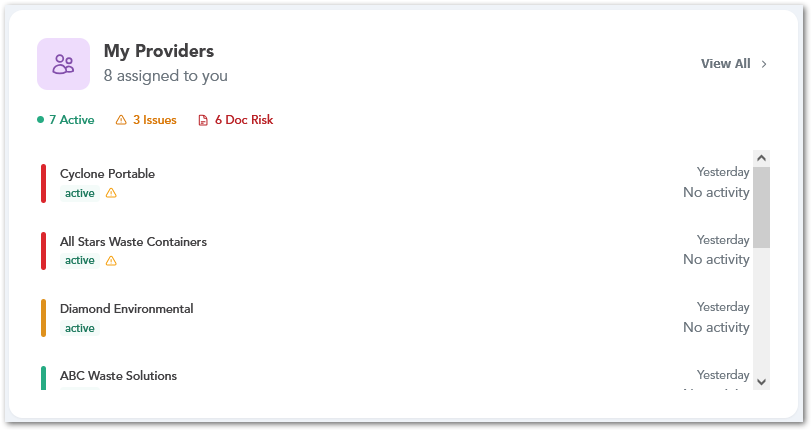 My Providers
8 assigned to you
View All
7 Active 3 Issues 6 Doc Risk
Cyclone Portable Yesterday
active No activity
All Stars Waste Containers Yesterday
active No activity
Diamond Environmental Yesterday
active No activity
ABC Waste Solutions Yesterday